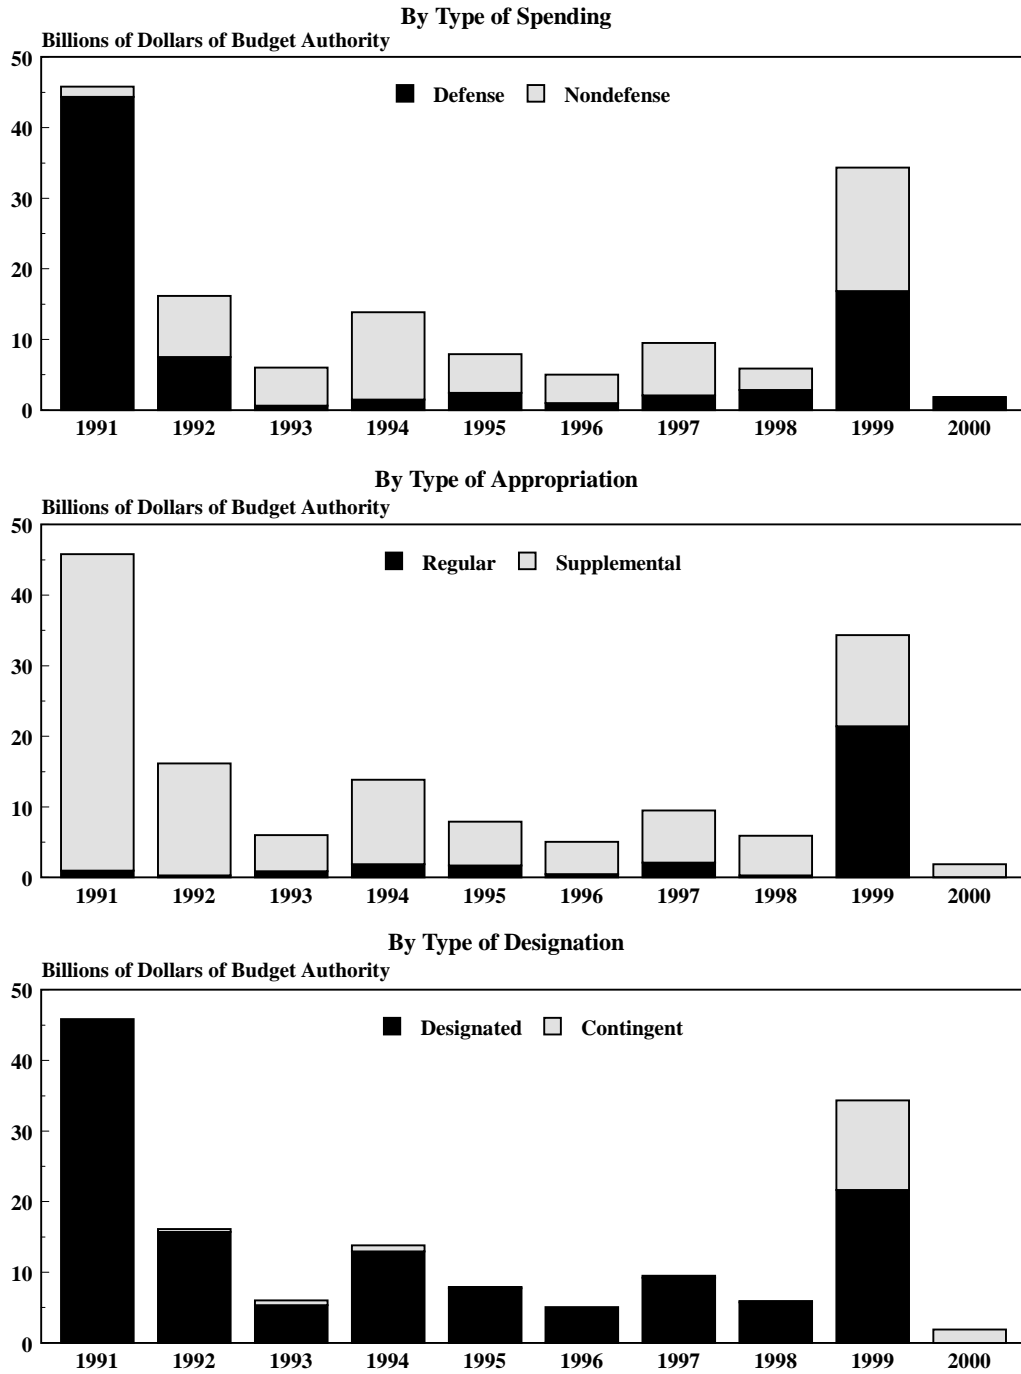 By Type of Spending
Billions of Dollars of Budget Authority
50
Defense Nondefense
40
30
20
10
0
1991 1992 1993 1994 1995 1996 1997 1998 1999 2000
By Type of Appropriation
Billions of Dollars of Budget Authority
50
Regular Supplemental
40
30
20
10
0
1991 1992 1993 1994 1995 1996 1997 1998 1999 2000
By Type of Designation
Billions of Dollars of Budget Authority
50
Designated Contingent
40
30
20
10
0
1991 1992 1993 1994 1995 1996 1997 1998 1999 2000